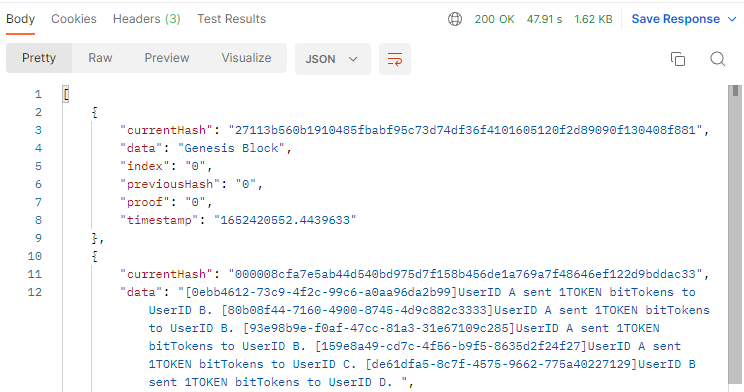 Body Cookies Headers (3) Test Results 200 OK 47.91 s 1.62 KB Save Response
Pretty Raw Preview Visualize JSON
1 [
2 {
3 "currentHash": "27113b560b1910485fbabf95c73d74df36f4101605120f2d89090f130408f881",
4 "data": "Genesis Block",
5 "index": "0",
6 "previousHash": "0",
7 "proof": "0",
8 "timestamp": "1652420552.4439633"
9 },
10 {
11 "currentHash": "000008cfa7e5ab44d540bd975d7f158b456de1a769a7f48646ef122d9bddac33",
12 "data": "[0ebb4612-73c9-4f2c-99c6-a0aa96da2b99]UserID A sent 1TOKEN bitTokens to
UserID B. [80b08f44-7160-4900-8745-4d9c882c3333]UserID A sent 1TOKEN bitTokens
to UserID B. [93e98b9e-f0af-47cc-81a3-31e67109c285]UserID A sent 1TOKEN
bitTokens to UserID B. [159e8a49-cd7c-4f56-b9f5-8635d2f24f27]UserID A sent
1TOKEN bitTokens to UserID C. [de61dfa5-8c7f-4575-9662-775a40227129]UserID B
sent 1TOKEN bitTokens to UserID D. ",